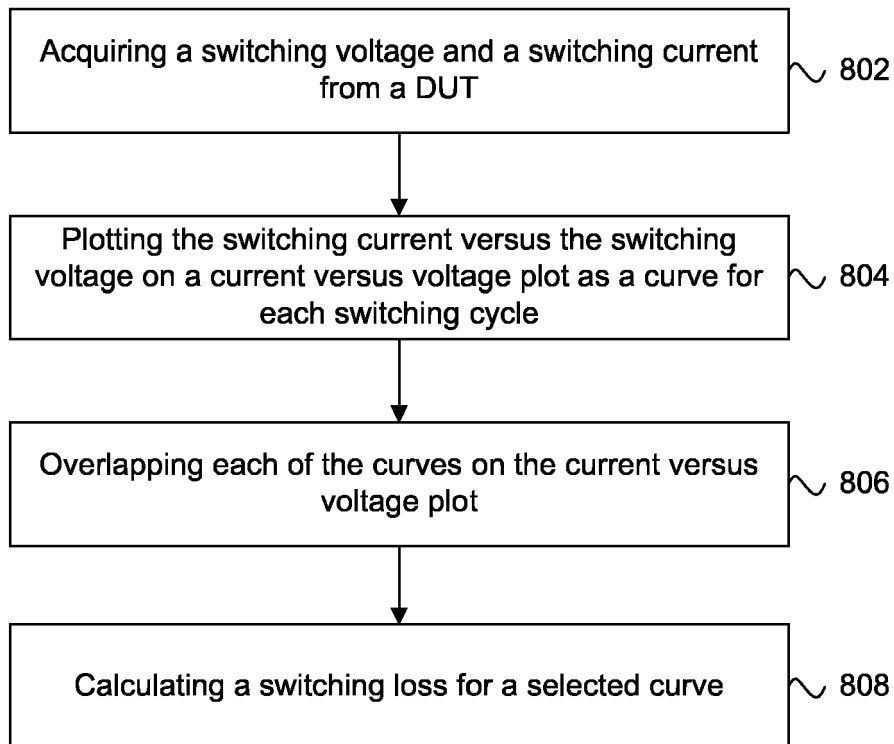 Acquiring a switching voltage and a switching current
from a DUT
802
Plotting the switching current versus the switching
voltage on a current versus voltage plot as a curve for
each switching cycle
804
Overlapping each of the curves on the current versus
voltage plot
806
Calculating a switching loss for a selected curve
808